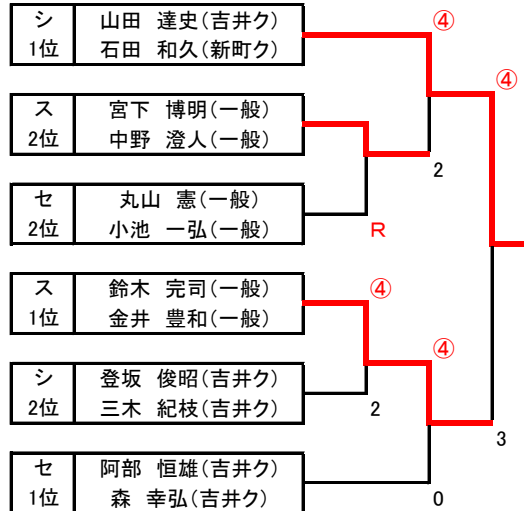 シ 山田 達史(吉井ク) ④
1位 石田 和久(新町ク)
④
ス 宮下 博明(一般)
2位 中野 澄人(一般)
2
セ 丸山 憲(一般)
2位 小池 一弘(一般) R
ス 鈴木 完司(一般) ④
1位 金井 豊和(一般)
④
シ 登坂 俊昭(吉井ク)
2位 三木 紀枝(吉井ク) 2
3
セ 阿部 恒雄(吉井ク)
1位 森 幸弘(吉井ク) 0